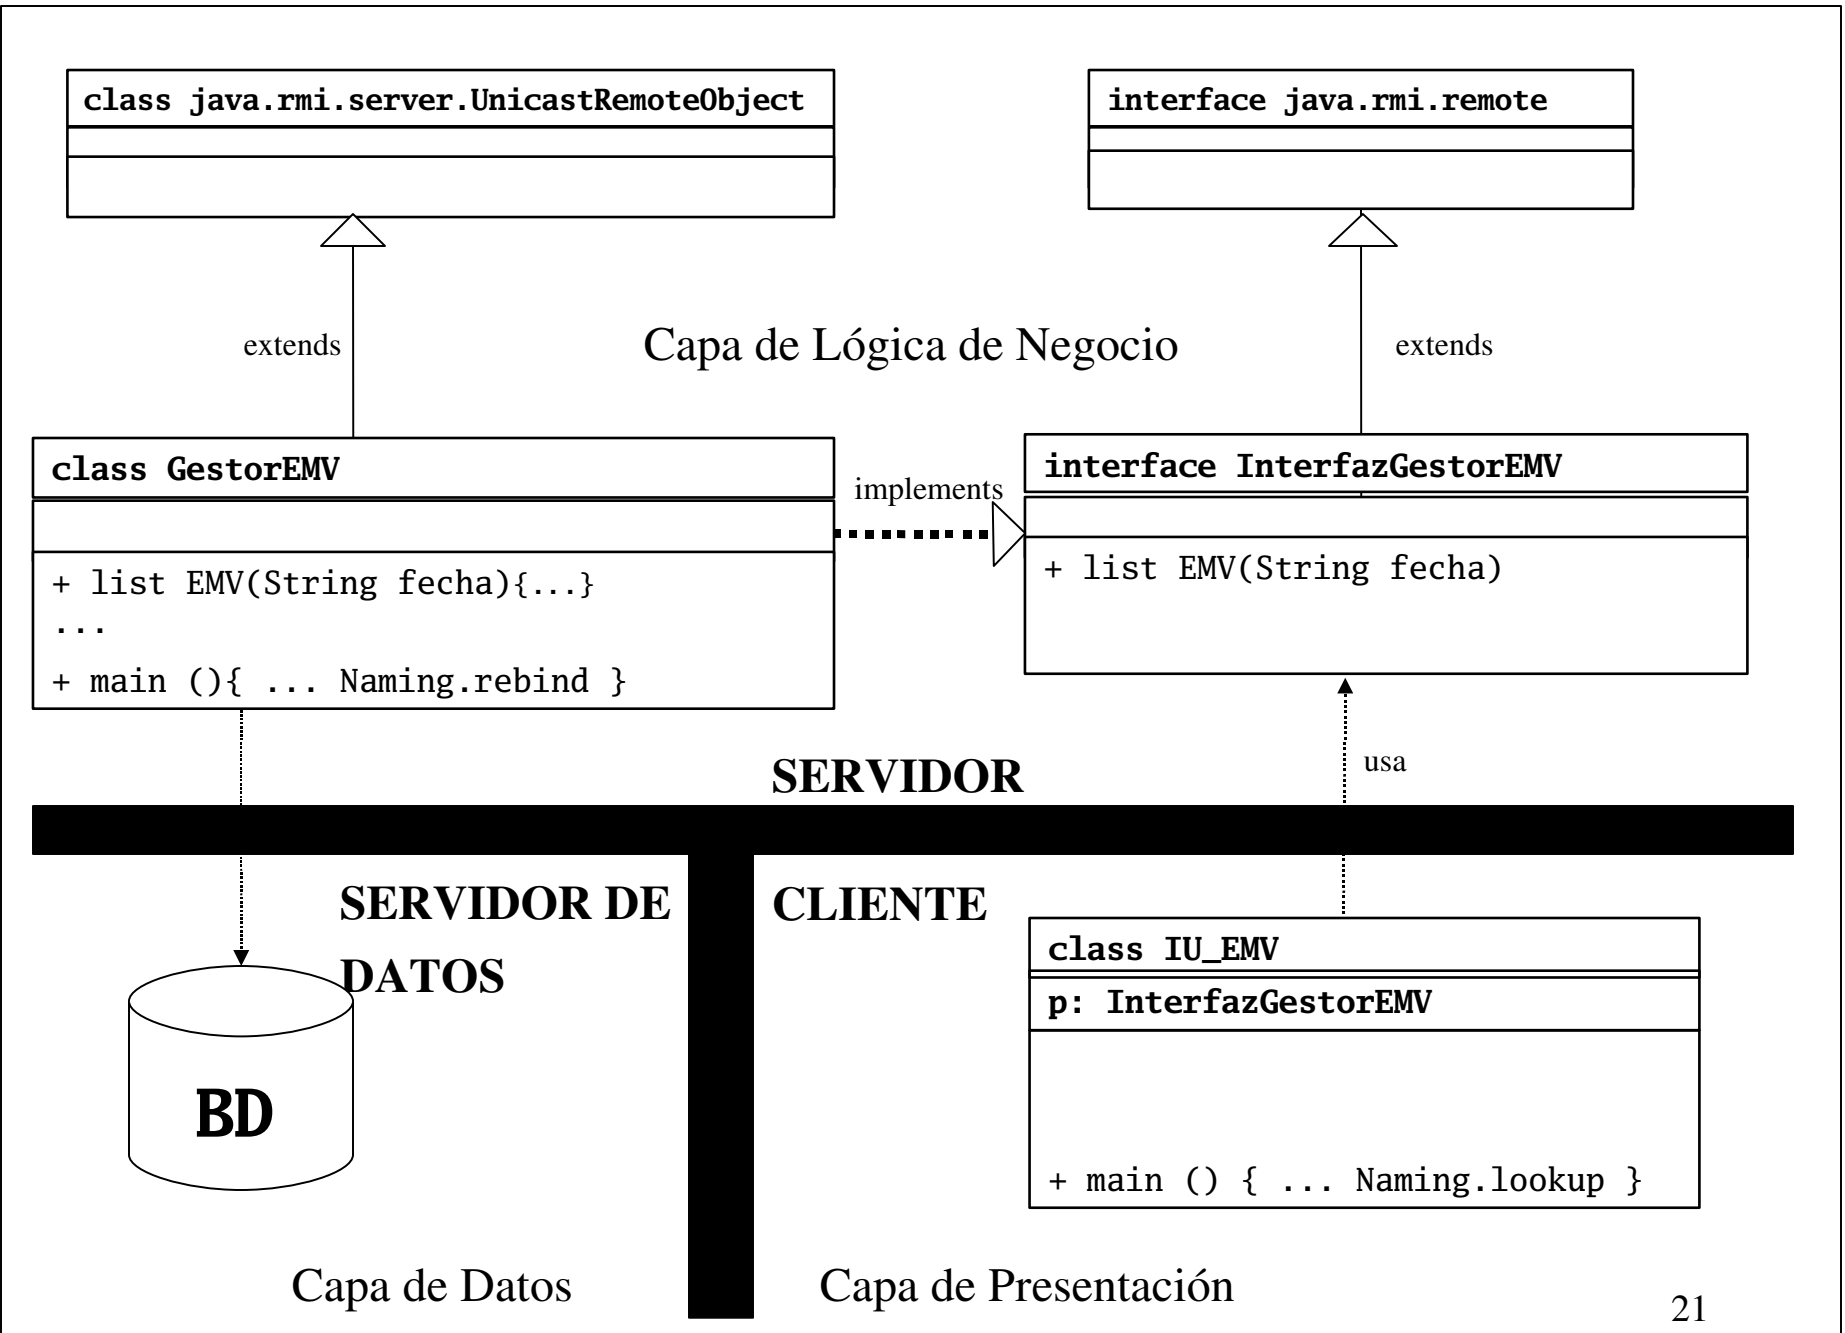 class java.rmi.server.UnicastRemoteObject
interface java.rmi.remote
extends
Capa de Lógica de Negocio
extends
class GestorEMV
implements
interface InterfazGestorEMV
+ list EMV(String fecha){...}
...
+ main (){ ... Naming.rebind }
+ list EMV(String fecha)
SERVIDOR
usa
SERVIDOR DE
DATOS
CLIENTE
BD
class IU_EMV
p: InterfazGestorEMV
+ main () { ... Naming.lookup }
Capa de Datos
Capa de Presentación
21